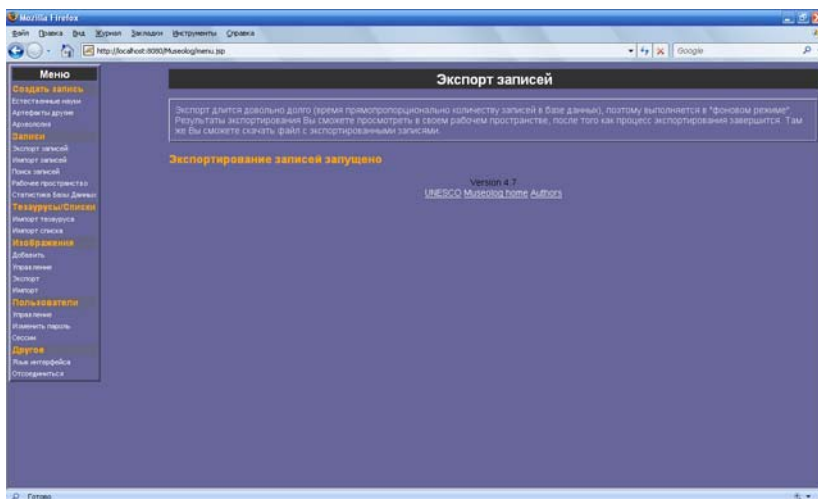 Mozilla Firefox
Файл Правка Вид Журнал Закладки Инструменты Справка
http://localhost:8080/Museolog/menu.jsp
Google
Меню
Создать запись
Естественные науки
Артефакты другие
Археология
Записи
Экспорт записей
Импорт записей
Поиск записей
Рабочее пространство
Статистика Базы Данных
Тезаурусы/Списки
Импорт тезауруса
Импорт списка
Изображения
Добавить
Управление
Экспорт
Импорт
Пользователи
Управление
Изменить пароль
Сессии
Другое
Язык интерфейса
Отсоединиться
Экспорт записей
Экспорт длится довольно долго (время прямопропорционально количеству записей в базе данных), поэтому выполняется в "фоновом режиме".
Результаты экспортирования Вы сможете просмотреть в своем рабочем пространстве, после того как процесс экспортирования завершится. Там
же Вы сможете скачать файл с экспортированными записями.
Экспортирование записей запущено
Version 4.7
UNESCO Museolog home Authors
Готово